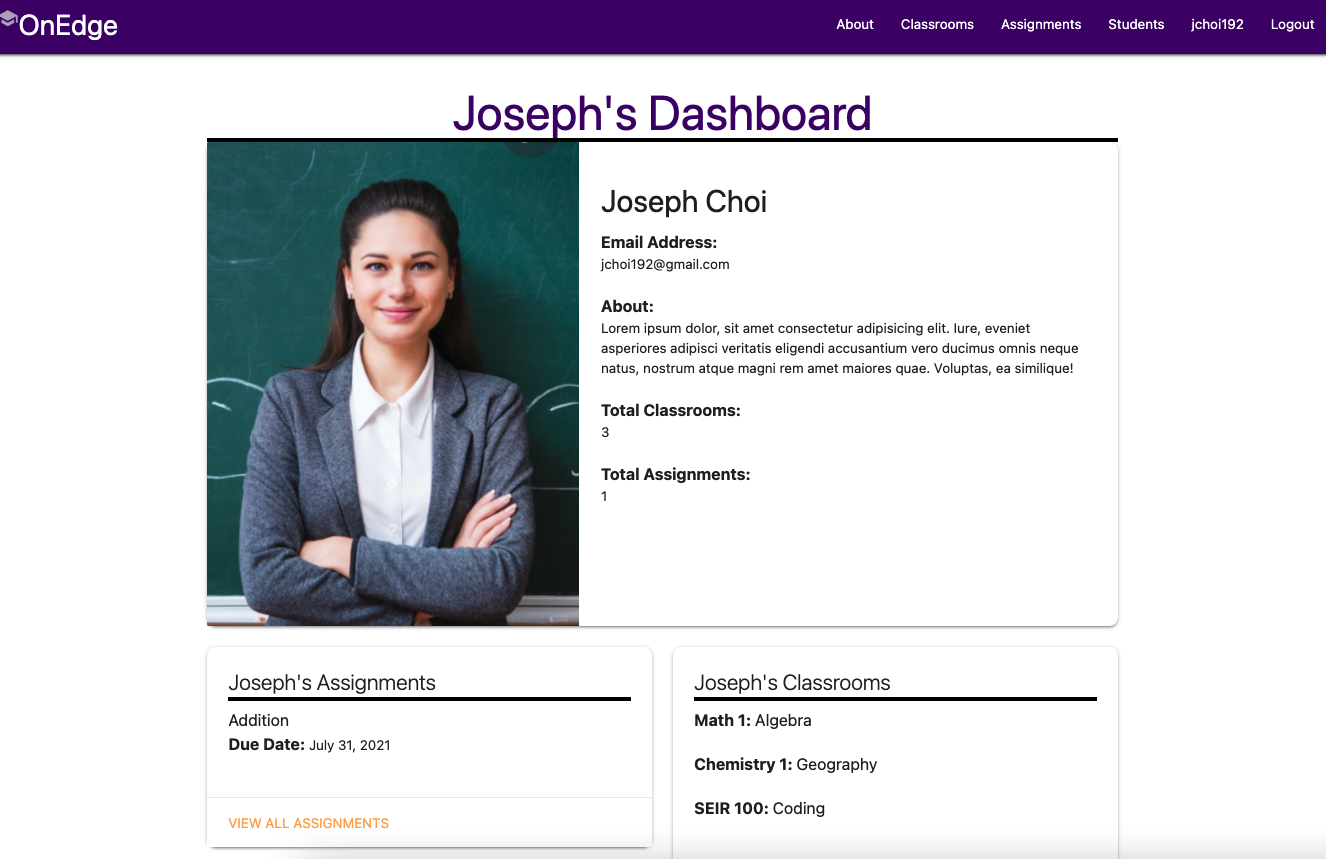 OnEdge
About Classrooms Assignments Students jchoi192 Logout
Joseph's Dashboard
Joseph Choi
Email Address:
jchoi192@gmail.com
About:
Lorem ipsum dolor, sit amet consectetur adipisicing elit. Iure, eveniet
asperiores adipisci veritatis eligendi accusantium vero ducimus omnis neque
natus, nostrum atque magni rem amet maiores quae. Voluptas, ea similique!
Total Classrooms:
3
Total Assignments:
1
Joseph's Assignments
Addition
Due Date: July 31, 2021
VIEW ALL ASSIGNMENTS
Joseph's Classrooms
Math 1: Algebra
Chemistry 1: Geography
SEIR 100: Coding